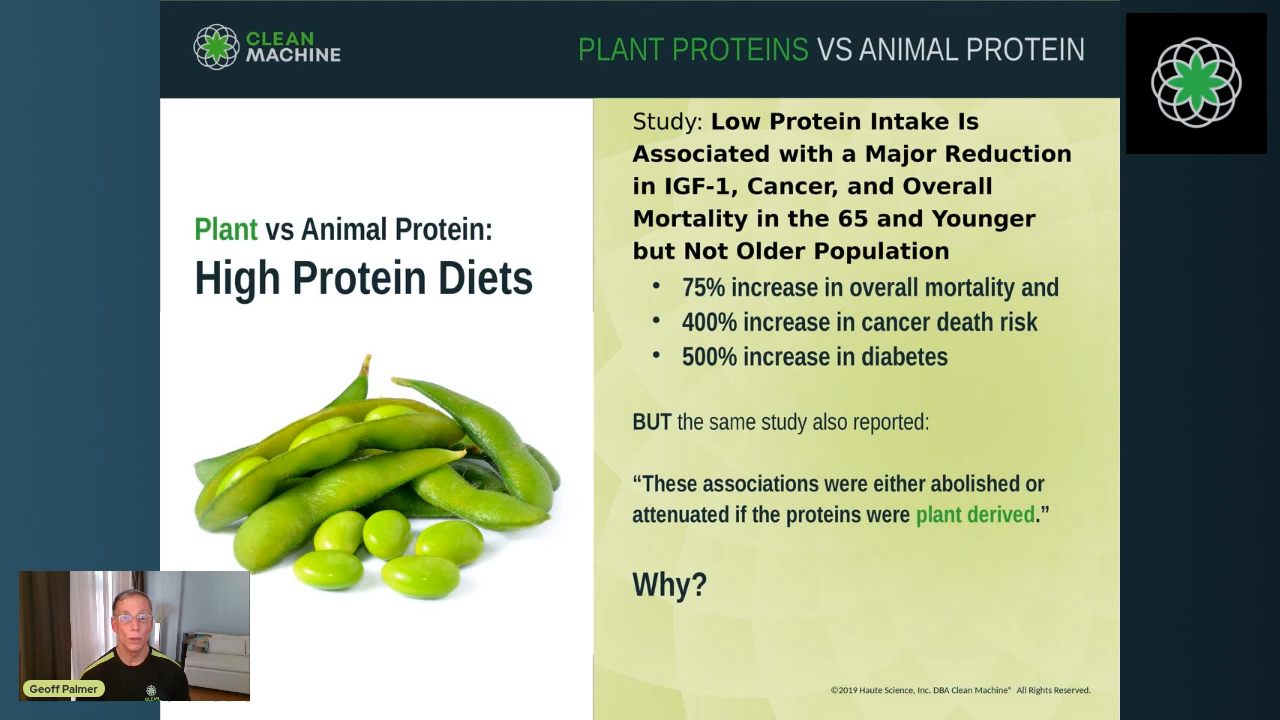 CLEAN
MACHINE
PLANT PROTEINS VS ANIMAL PROTEIN
Plant vs Animal Protein:
High Protein Diets
Study: Low Protein Intake Is
Associated with a Major Reduction
in IGF-1, Cancer, and Overall
Mortality in the 65 and Younger
but Not Older Population
• 75% increase in overall mortality and
• 400% increase in cancer death risk
• 500% increase in diabetes
BUT the same study also reported:
“These associations were either abolished or
attenuated if the proteins were plant derived.”
Why?
Geoff Palmer
©2019 Haute Science, Inc. DBA Clean Machine® All Rights Reserved.